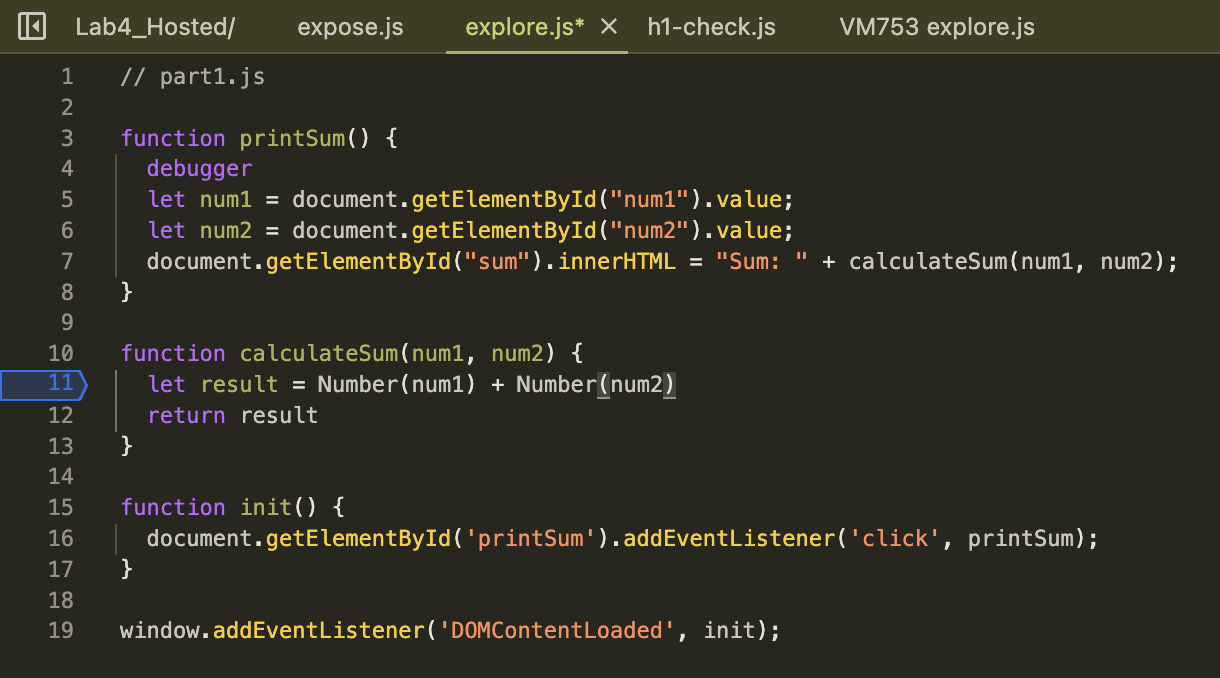 Lab4_Hosted/ expose.js explore.js* × h1-check.js VM753 explore.js
1 // part1.js
2
3 function printSum() {
4   debugger
5   let num1 = document.getElementById("num1").value;
6   let num2 = document.getElementById("num2").value;
7   document.getElementById("sum").innerHTML = "Sum: " + calculateSum(num1, num2);
8 }
9
10 function calculateSum(num1, num2) {
11   let result = Number(num1) + Number(num2)
12   return result
13 }
14
15 function init() {
16   document.getElementById('printSum').addEventListener('click', printSum);
17 }
18
19 window.addEventListener('DOMContentLoaded', init);